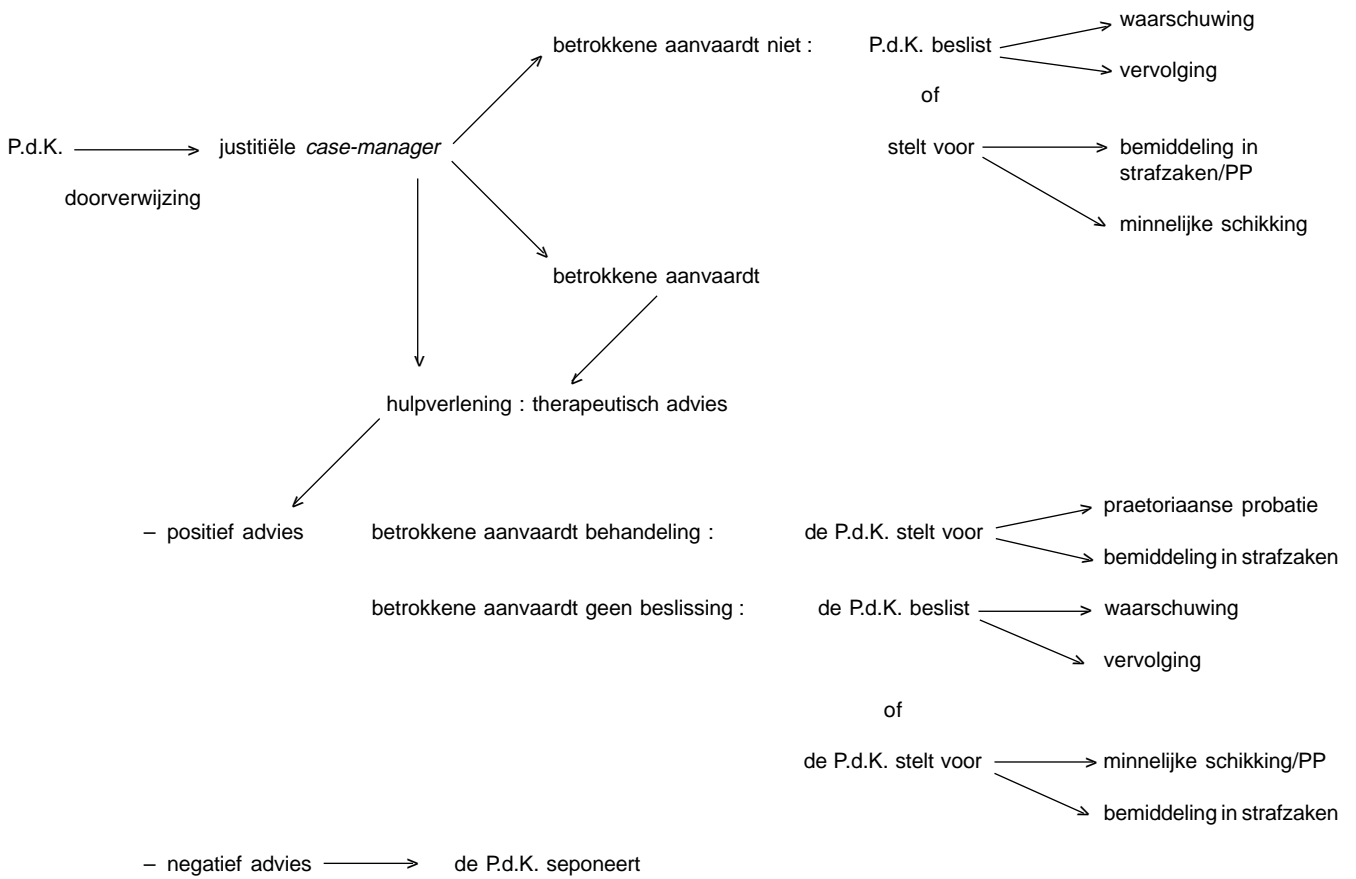 waarschuwing
betrokkene aanvaardt niet : P.d.K. beslist
vervolging
of
P.d.K. justitiële case-manager stelt voor bemiddeling in
strafzaken/PP
doorverwijzing
minnelijke schikking
betrokkene aanvaardt
hulpverlening : therapeutisch advies
praetoriaanse probatie
– positief advies betrokkene aanvaardt behandeling : de P.d.K. stelt voor
bemiddeling in strafzaken
betrokkene aanvaardt geen beslissing : de P.d.K. beslist waarschuwing
vervolging
of
de P.d.K. stelt voor minnelijke schikking/PP
bemiddeling in strafzaken
– negatief advies de P.d.K. seponeert